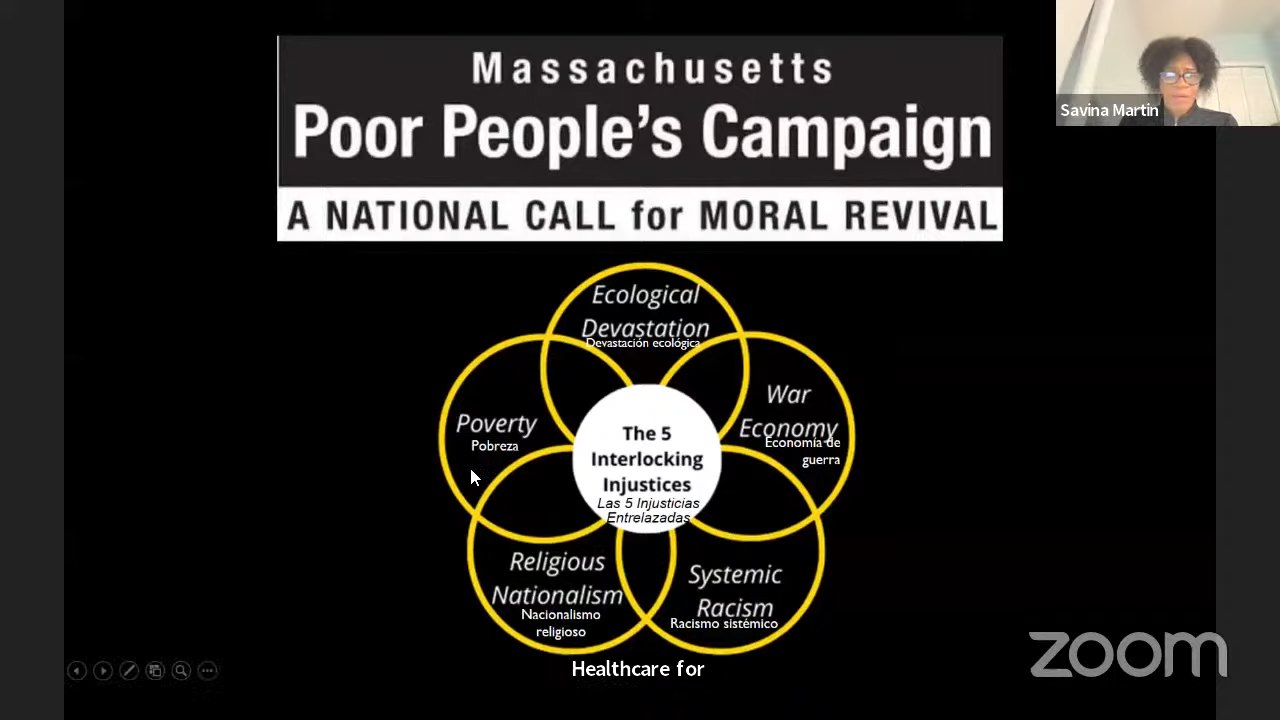 Massachusetts
Poor People's Campaign
A NATIONAL CALL for MORAL REVIVAL
Savina Martin
Ecological
Devastation
Devastación ecológica
War
Economy
Economía de
guerra
Poverty
Pobreza
The 5
Interlocking
Injustices
Las 5 Injusticias
Entrelazadas
Religious
Nationalism
Nacionalismo
religioso
Systemic
Racism
Racismo sistémico
Healthcare for
zoom